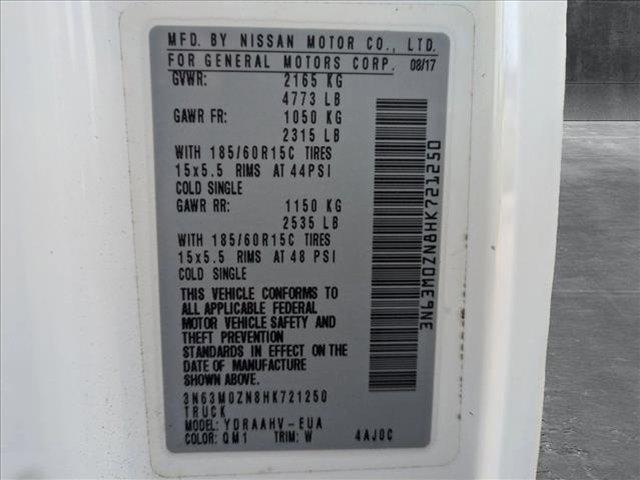 MFD. BY NISSAN MOTOR CO., LTD.
FOR GENERAL MOTORS CORP. 08/17
GVWR: 2165 KG
4773 LB
GAWR FR: 1050 KG
2315 LB
WITH 185/60R15C TIRES
15x5.5 RIMS AT 44PSI
COLD SINGLE
GAWR RR: 1150 KG
2535 LB
WITH 185/60R15C TIRES
15x5.5 RIMS AT 48 PSI
COLD SINGLE
THIS VEHICLE CONFORMS TO
ALL APPLICABLE FEDERAL
MOTOR VEHICLE SAFETY AND
THEFT PREVENTION
STANDARDS IN EFFECT ON THE
DATE OF MANUFACTURE
SHOWN ABOVE.
3N63M0ZN8HK721250
TRUCK
MODEL: YDRAAHV-EUA
COLOR: QM1 TRIM: W 4AJ0C
3N63M0ZN8HK721250